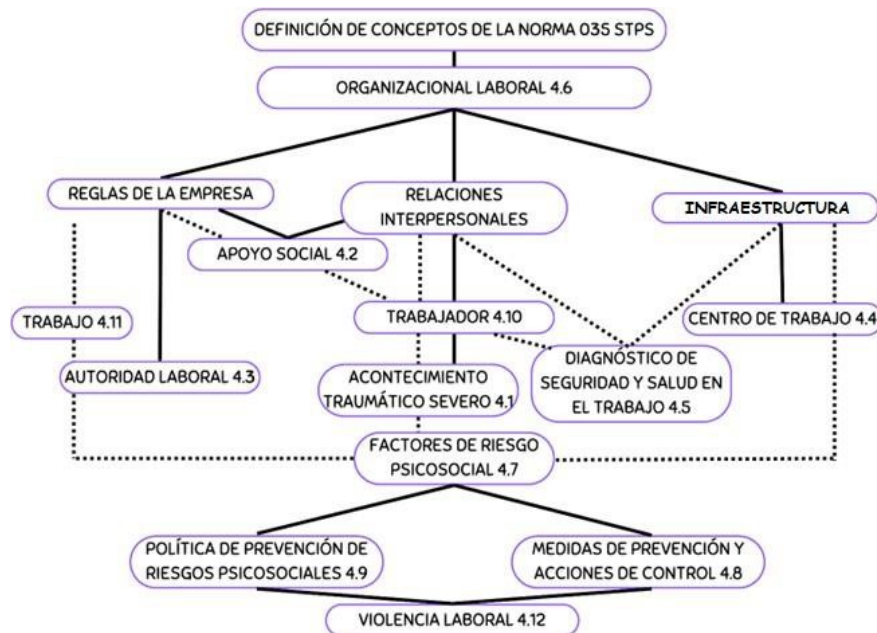 DEFINICIÓN DE CONCEPTOS DE LA NORMA 035 STPS
ORGANIZACIONAL LABORAL 4.6
REGLAS DE LA EMPRESA
RELACIONES
INTERPERSONALES
INFRAESTRUCTURA
APOYO SOCIAL 4.2
TRABAJO 4.11
TRABAJADOR 4.10
CENTRO DE TRABAJO 4.4
AUTORIDAD LABORAL 4.3
ACONTECIMIENTO
TRAUMÁTICO SEVERO 4.1
DIAGNÓSTICO DE
SEGURIDAD Y SALUD EN
EL TRABAJO 4.5
FACTORES DE RIESGO
PSICOSOCIAL 4.7
POLÍTICA DE PREVENCIÓN DE
RIESGOS PSICOSOCIALES 4.9
MEDIDAS DE PREVENCIÓN Y
ACCIONES DE CONTROL 4.8
VIOLENCIA LABORAL 4.12